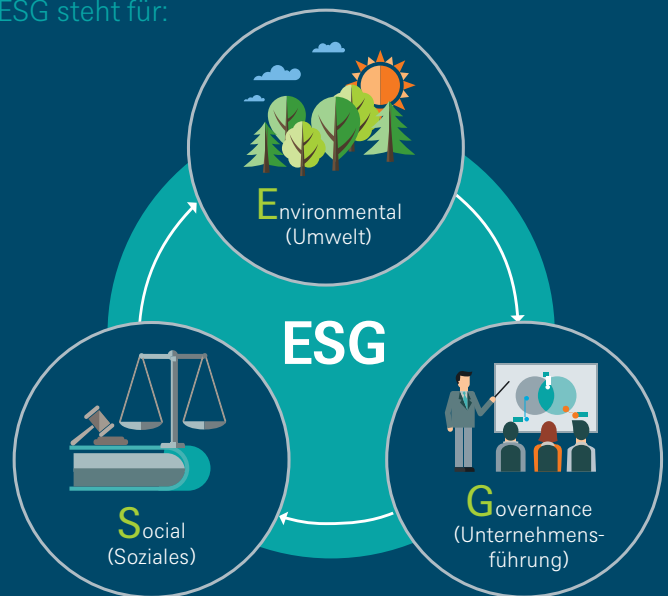 ESG steht für:
Environmental
(Umwelt)
ESG
Social
(Soziales)
Governance
(Unternehmens-
führung)